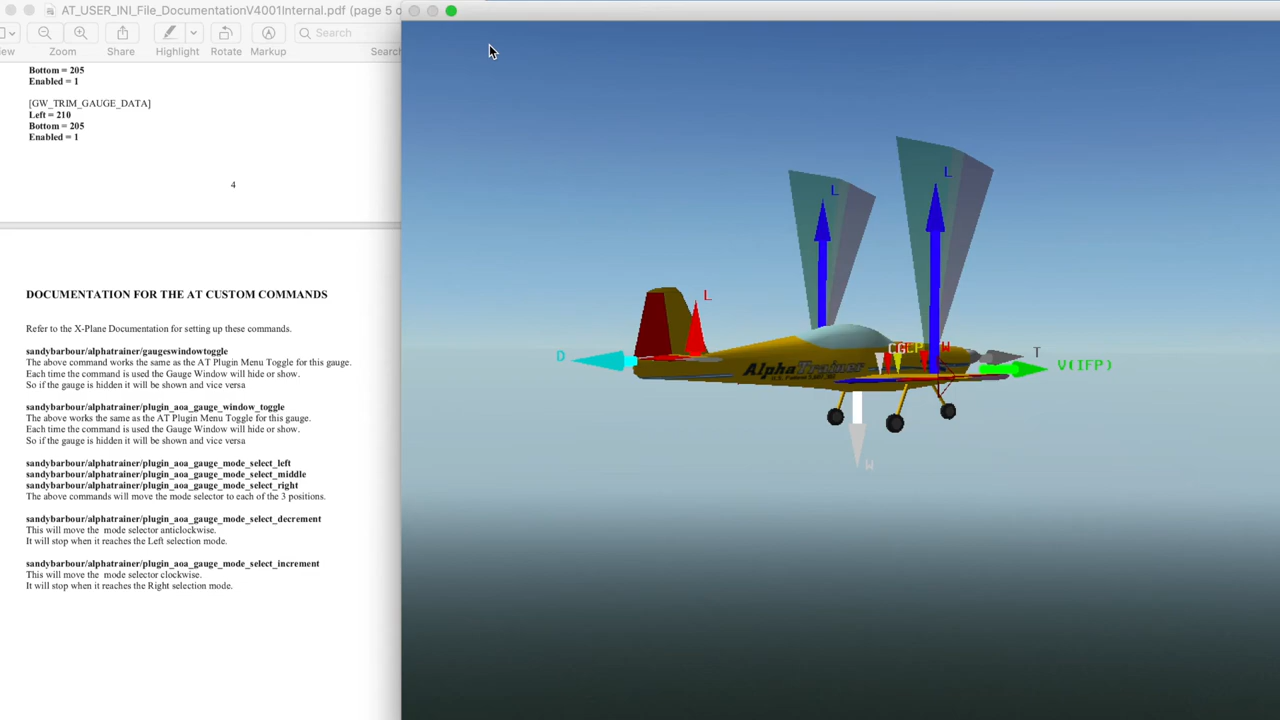 AT_USER_INI_File_DocumentationV4001Internal.pdf (page 5 o
Zoom
Share
Highlight
Rotate
Markup
Search
Search
Bottom = 205
Enabled = 1
[GW_TRIM_GAUGE_DATA]
Left = 210
Bottom = 205
Enabled = 1
4
DOCUMENTATION FOR THE AT CUSTOM COMMANDS
Refer to the X-Plane Documentation for setting up these commands.
sandybarbour/alphatrainer/gaugeswindowtoggle
The above command works the same as the AT Plugin Menu Toggle for this gauge.
Each time the command is used the Gauge Window will hide or show.
So if the gauge is hidden it will be shown and vice versa
sandybarbour/alphatrainer/plugin_aoa_gauge_window_toggle
The above works the same as the AT Plugin Menu Toggle for this gauge.
Each time the command is used the Gauge Window will hide or show.
So if the gauge is hidden it will be shown and vice versa
sandybarbour/alphatrainer/plugin_aoa_gauge_mode_select_left
sandybarbour/alphatrainer/plugin_aoa_gauge_mode_select_middle
sandybarbour/alphatrainer/plugin_aoa_gauge_mode_select_right
The above commands will move the mode selector to each of the 3 positions.
sandybarbour/alphatrainer/plugin_aoa_gauge_mode_select_decrement
This will move the mode selector anticlockwise.
It will stop when it reaches the Left selection mode.
sandybarbour/alphatrainer/plugin_aoa_gauge_mode_select_increment
This will move the mode selector clockwise.
It will stop when it reaches the Right selection mode.
L
L
L
D
T
V(IFP)
AlphaTrainer
W